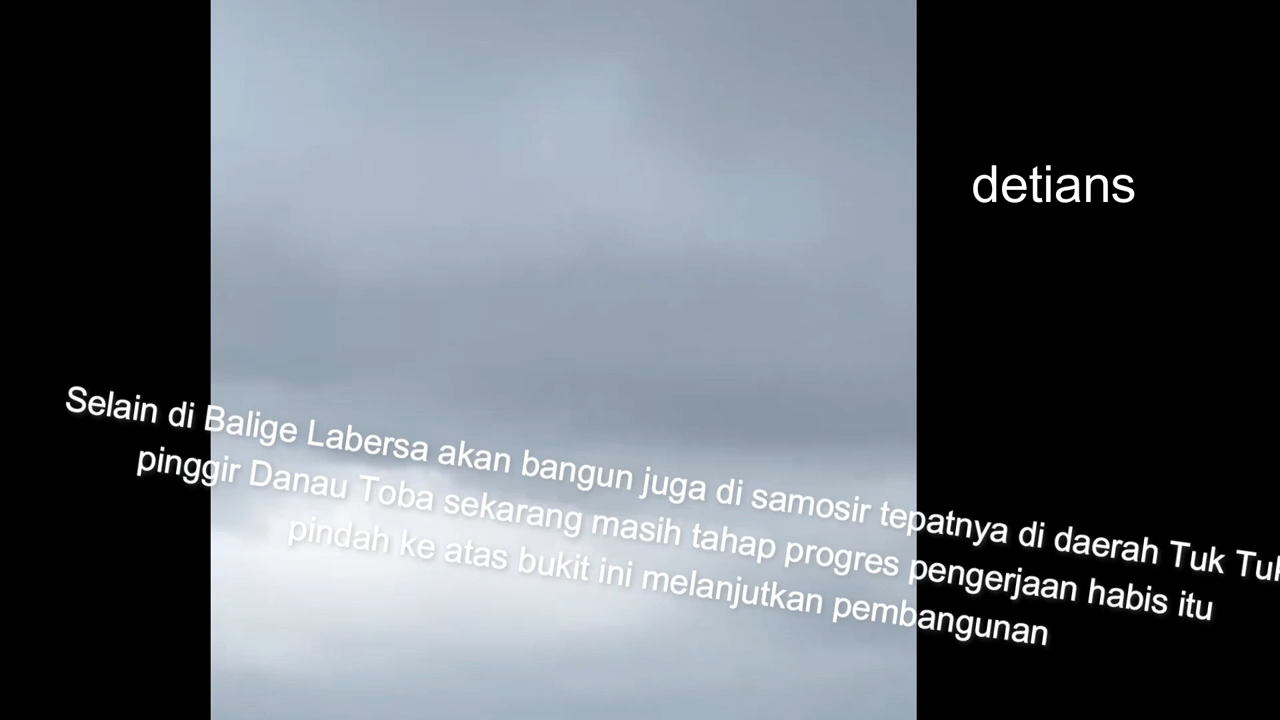 detians
Selain di Balige Labersa akan bangun juga di samosir tepatnya di daerah Tuk
pinggir Danau Toba sekarang masih tahap progres pengerjaan habis itu
pindah ke atas bukit ini melanjutkan pembangunan